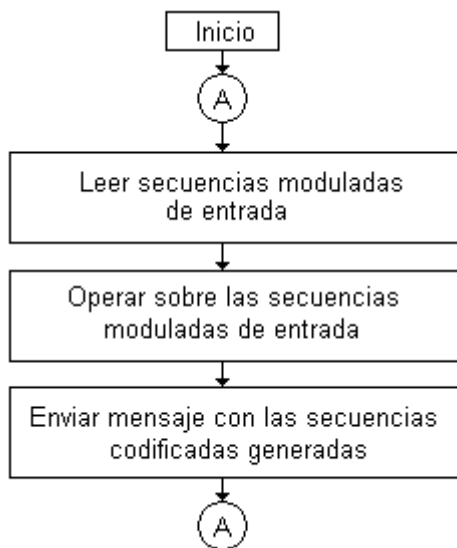 Inicio
A
Leer secuencias moduladas
de entrada
Operar sobre las secuencias
moduladas de entrada
Enviar mensaje con las secuencias
codificadas generadas
A